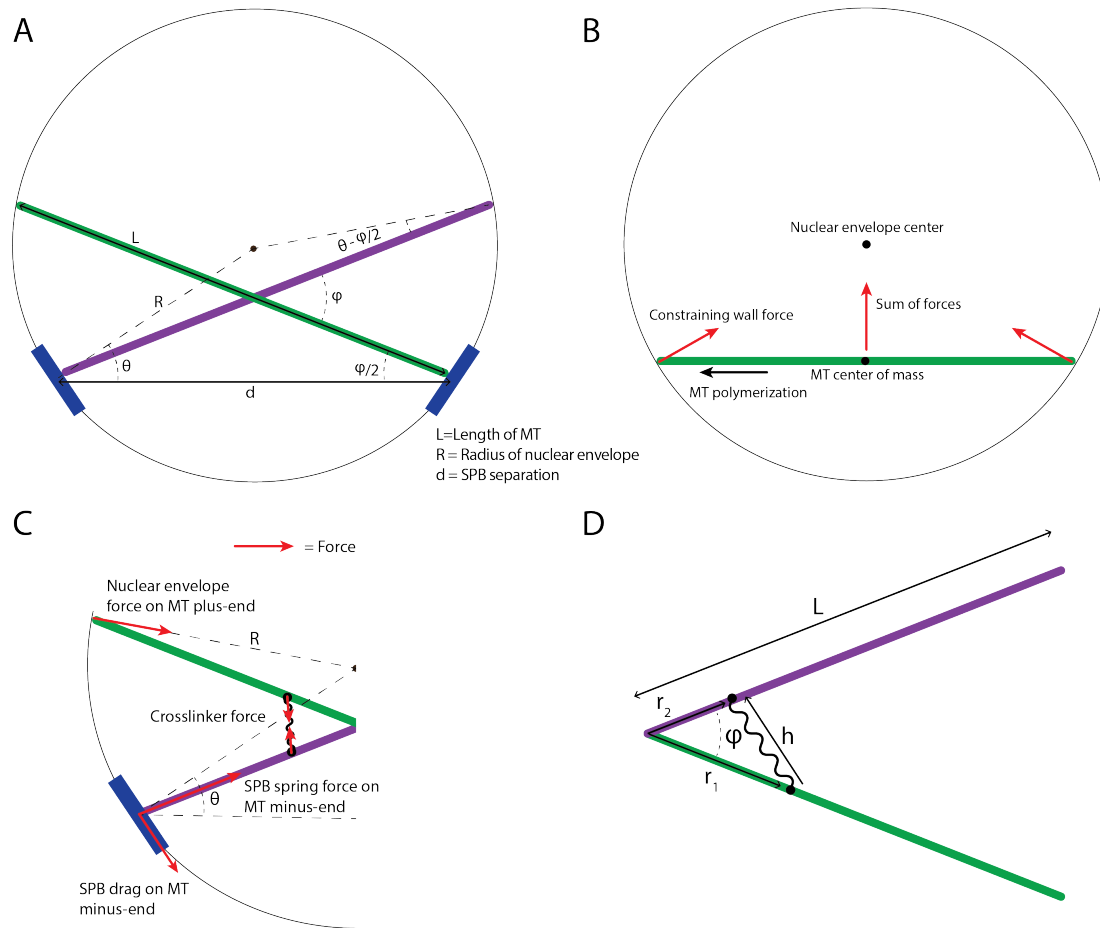 A
L
R
θ
θ - φ/2
φ
φ/2
d
L=Length of MT
R = Radius of nuclear envelope
d = SPB separation
B
Nuclear envelope center
Constraining wall force
Sum of forces
MT center of mass
MT polymerization
C
= Force
Nuclear envelope
force on MT plus-end
R
Crosslinker force
SPB spring force on
MT minus-end
θ
SPB drag on MT
minus-end
D
L
r2
φ
h
r1